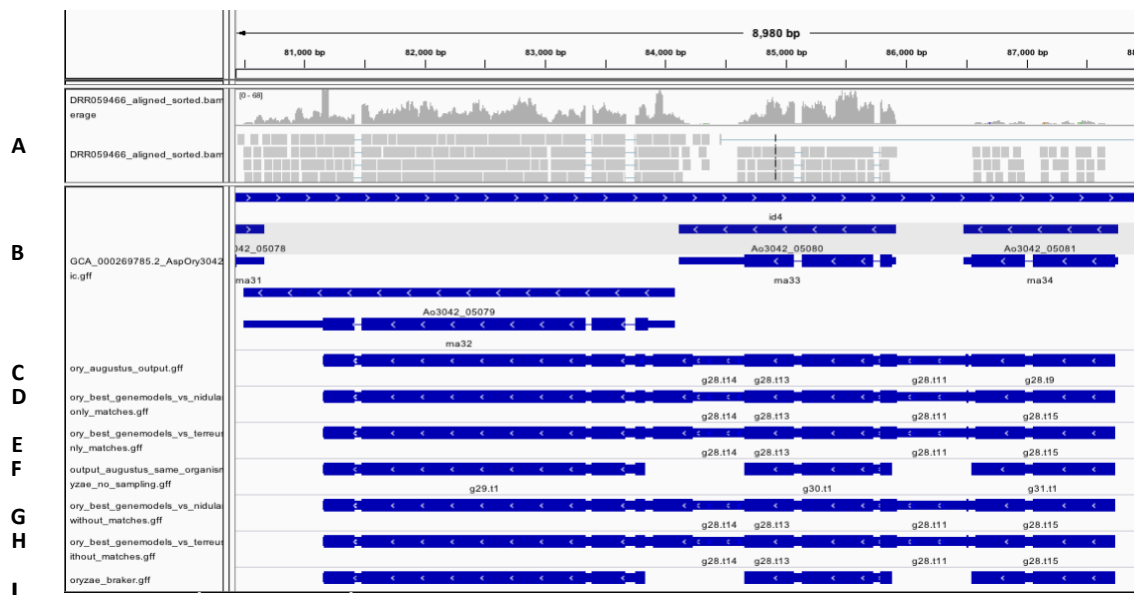 8,980 bp
81,000 bp 82,000 bp 83,000 bp 84,000 bp 85,000 bp 86,000 bp 87,000 bp 88
DRR059466_aligned_sorted.bam
erage
[0 - 68]
A
DRR059466_aligned_sorted.bam
id4
B
042_05078 Ao3042_05080 Ao3042_05081
GCA_000269785.2_AspOry3042
ic.gff
ma31 ma33 ma34
Ao3042_05079
ma32
C
ory_augustus_output.gff
g28.t14 g28.t13 g28.t11 g28.t9
D
ory_best_genemodels_vs_nidula
only_matches.gff
g28.t14 g28.t13 g28.t11 g28.t15
E
ory_best_genemodels_vs_terreus
nly_matches.gff
g28.t14 g28.t13 g28.t11 g28.t15
F
output_augustus_same_organism
yzae_no_sampling.gff
g29.t1 g30.t1 g31.t1
G
ory_best_genemodels_vs_nidula
without_matches.gff
g28.t14 g28.t13 g28.t11 g28.t15
H
ory_best_genemodels_vs_terreus
ithout_matches.gff
g28.t14 g28.t13 g28.t11 g28.t15
oryzae_braker.gff
I